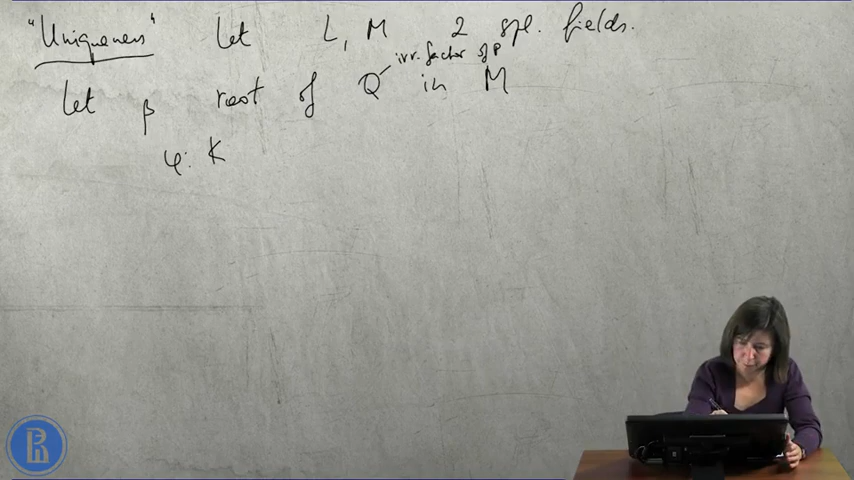 "Uniqueness" Let L, M 2 spl. fields.
irr. factor of P
Let β root of Q in M
φ: K